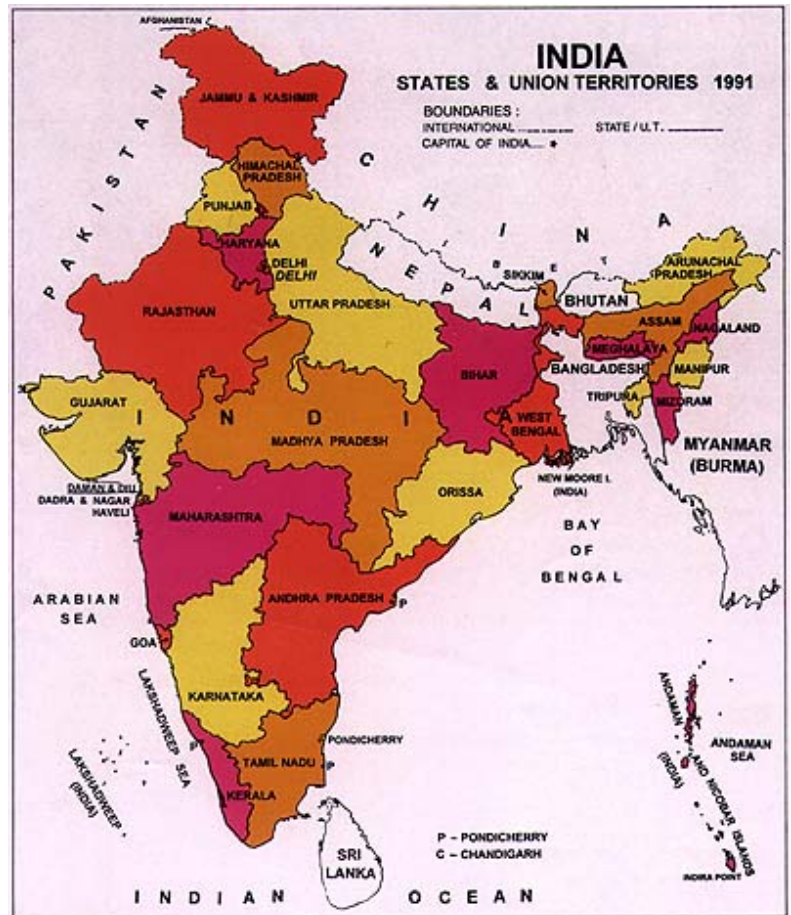 INDIA
STATES & UNION TERRITORIES 1991
BOUNDARIES :
INTERNATIONAL
STATE / U.T.
CAPITAL OF INDIA
AFGHANISTAN
JAMMU & KASHMIR
PAKISTAN
CHINA
TIBET
HIMACHAL
PRADESH
PUNJAB
HARYANA
DELHI
DELHI
RAJASTHAN
UTTAR PRADESH
NEPAL
SIKKIM
BHUTAN
ARUNACHAL
PRADESH
ASSAM
NAGALAND
MEGHALAYA
BANGLADESH
MANIPUR
TRIPURA
MIZORAM
BIHAR
GUJARAT
INDIA
MADHYA PRADESH
WEST
BENGAL
MYANMAR
(BURMA)
DAMAN & DIU
DADRA & NAGAR
HAVELI
NEW MOORE I.
(INDIA)
ORISSA
MAHARASHTRA
BAY
OF
BENGAL
ARABIAN
SEA
ANDHRA PRADESH
P
GOA
KARNATAKA
LAKSHADWEEP SEA
LAKSHADWEEP
(INDIA)
P
PONDICHERRY
TAMIL NADU
P
KERALA
ANDAMAN AND NICOBAR ISLANDS
(INDIA)
ANDAMAN
SEA
INDIRA POINT
P – PONDICHERRY
C – CHANDIGARH
SRI
LANKA
INDIAN OCEAN